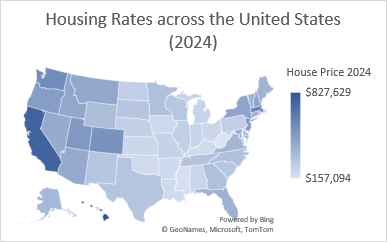 Housing Rates across the United States
(2024)
House Price 2024
$827,629
$157,094
Powered by Bing
© GeoNames, Microsoft, TomTom